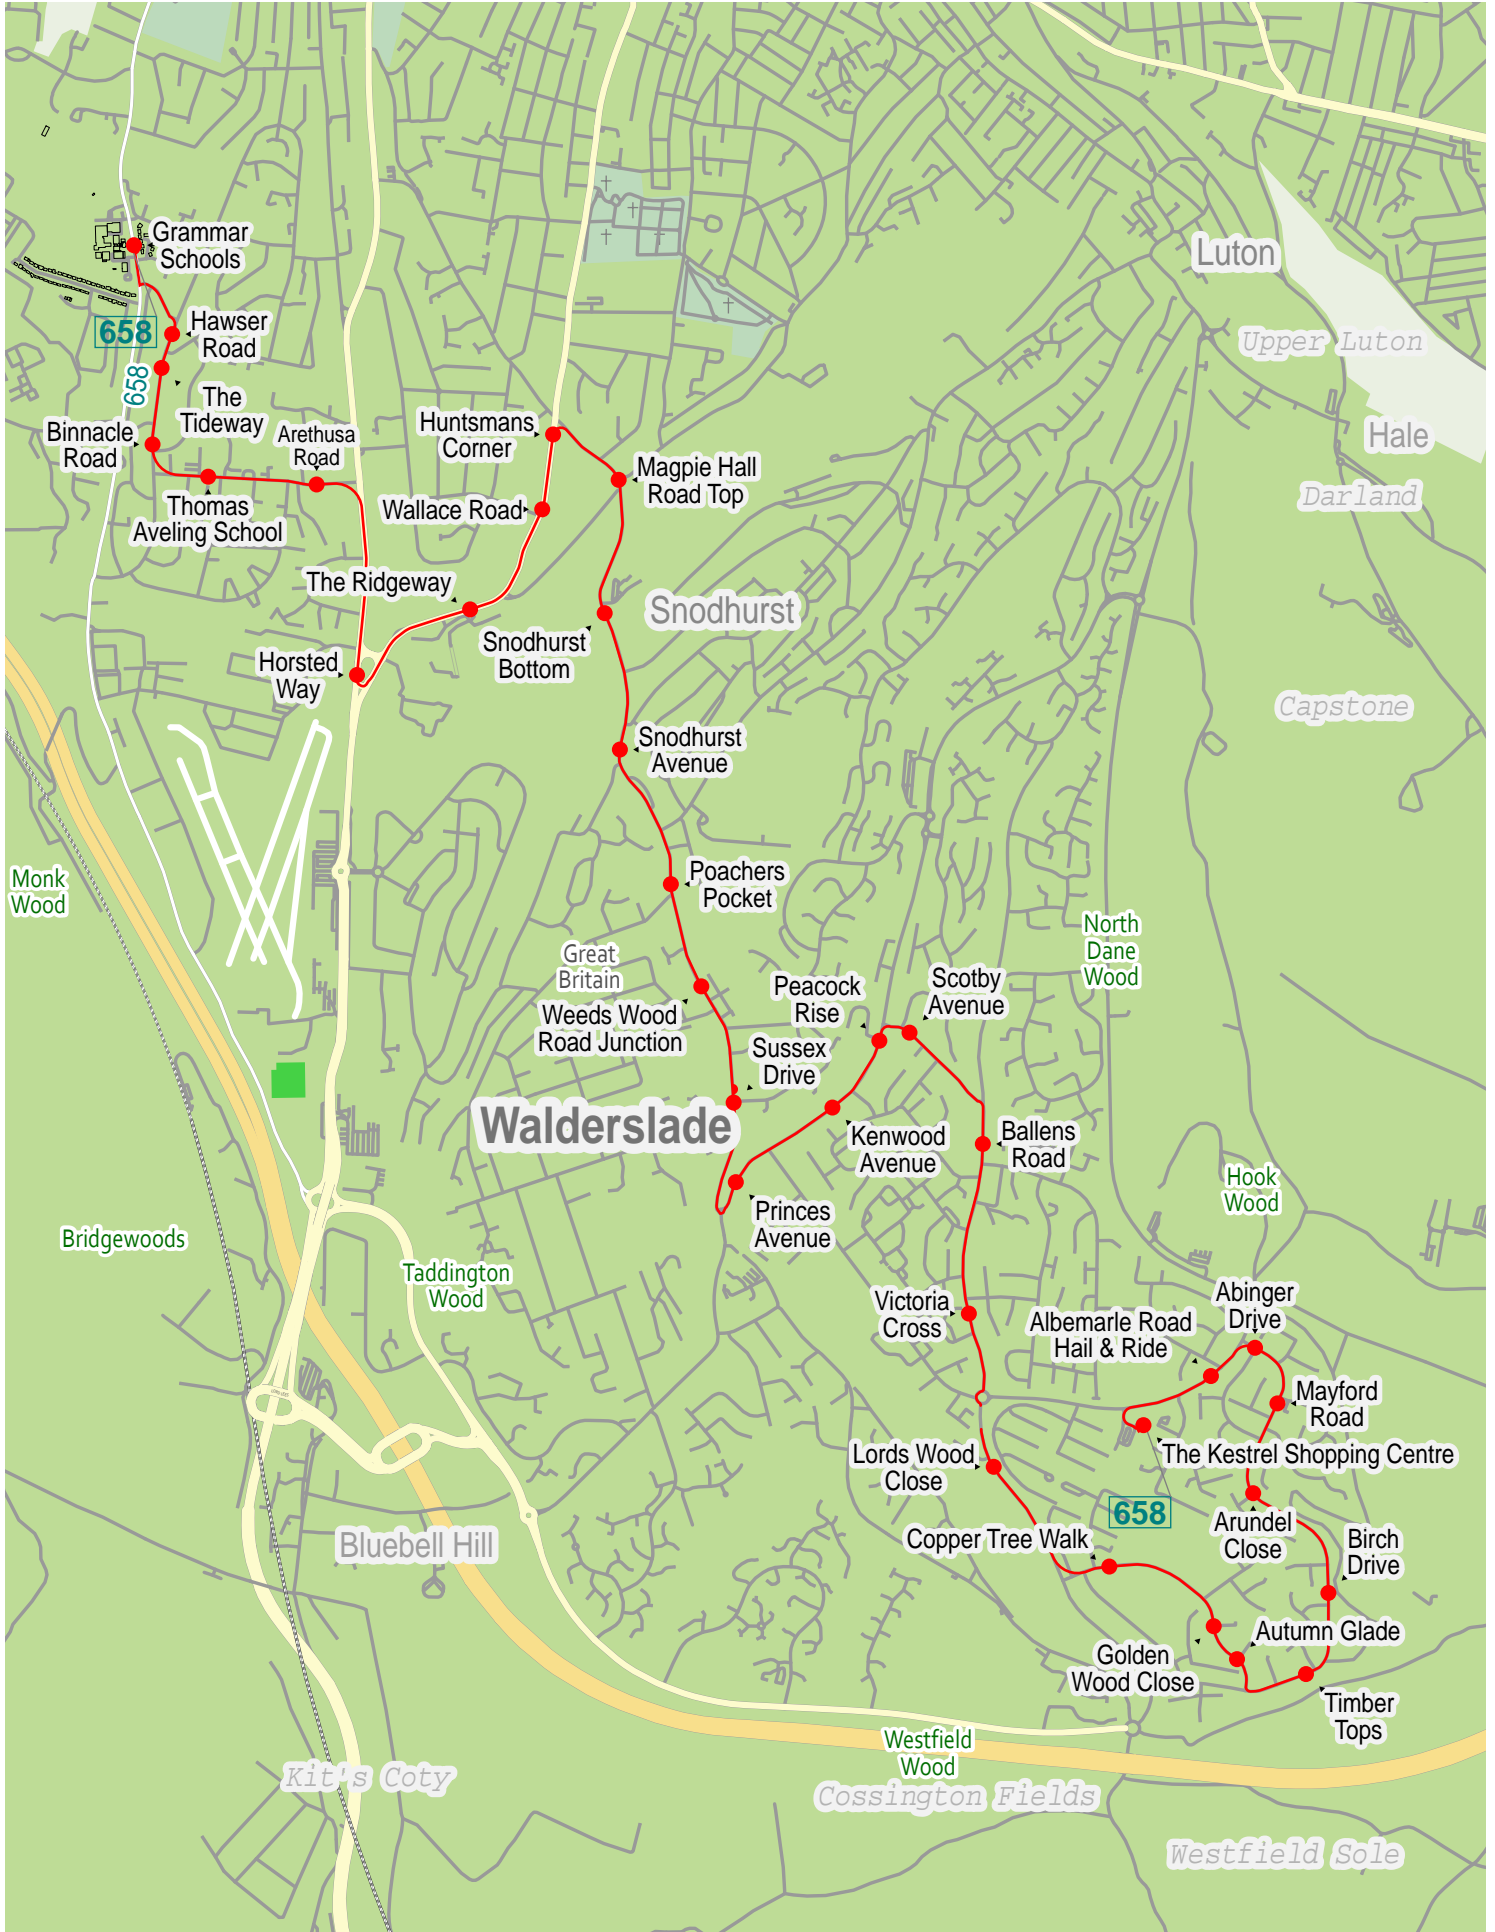 Grammar
Schools
Luton
658
Hawser
Road
Upper Luton
658
The
Tideway
Huntsmans
Corner
Hale
Binnacle
Road
Arethusa
Road
Magpie Hall
Road Top
Darland
Thomas
Aveling School
Wallace Road
The Ridgeway
Snodhurst
Snodhurst
Bottom
Horsted
Way
Capstone
Snodhurst
Avenue
Monk
Wood
Poachers
Pocket
North
Dane
Wood
Great
Britain
Peacock
Rise
Scotby
Avenue
Weeds Wood
Road Junction
Sussex
Drive
Walderslade
Kenwood
Avenue
Ballens
Road
Hook
Wood
Princes
Avenue
Bridgewoods
Taddington
Wood
Victoria
Cross
Albemarle Road
Hail & Ride
Abinger
Drive
Mayford
Road
Lords Wood
Close
The Kestrel Shopping Centre
658
Bluebell Hill
Copper Tree Walk
Arundel
Close
Birch
Drive
Autumn Glade
Golden
Wood Close
Timber
Tops
Westfield
Wood
Kit's Coty
Cossington Fields
Westfield Sole